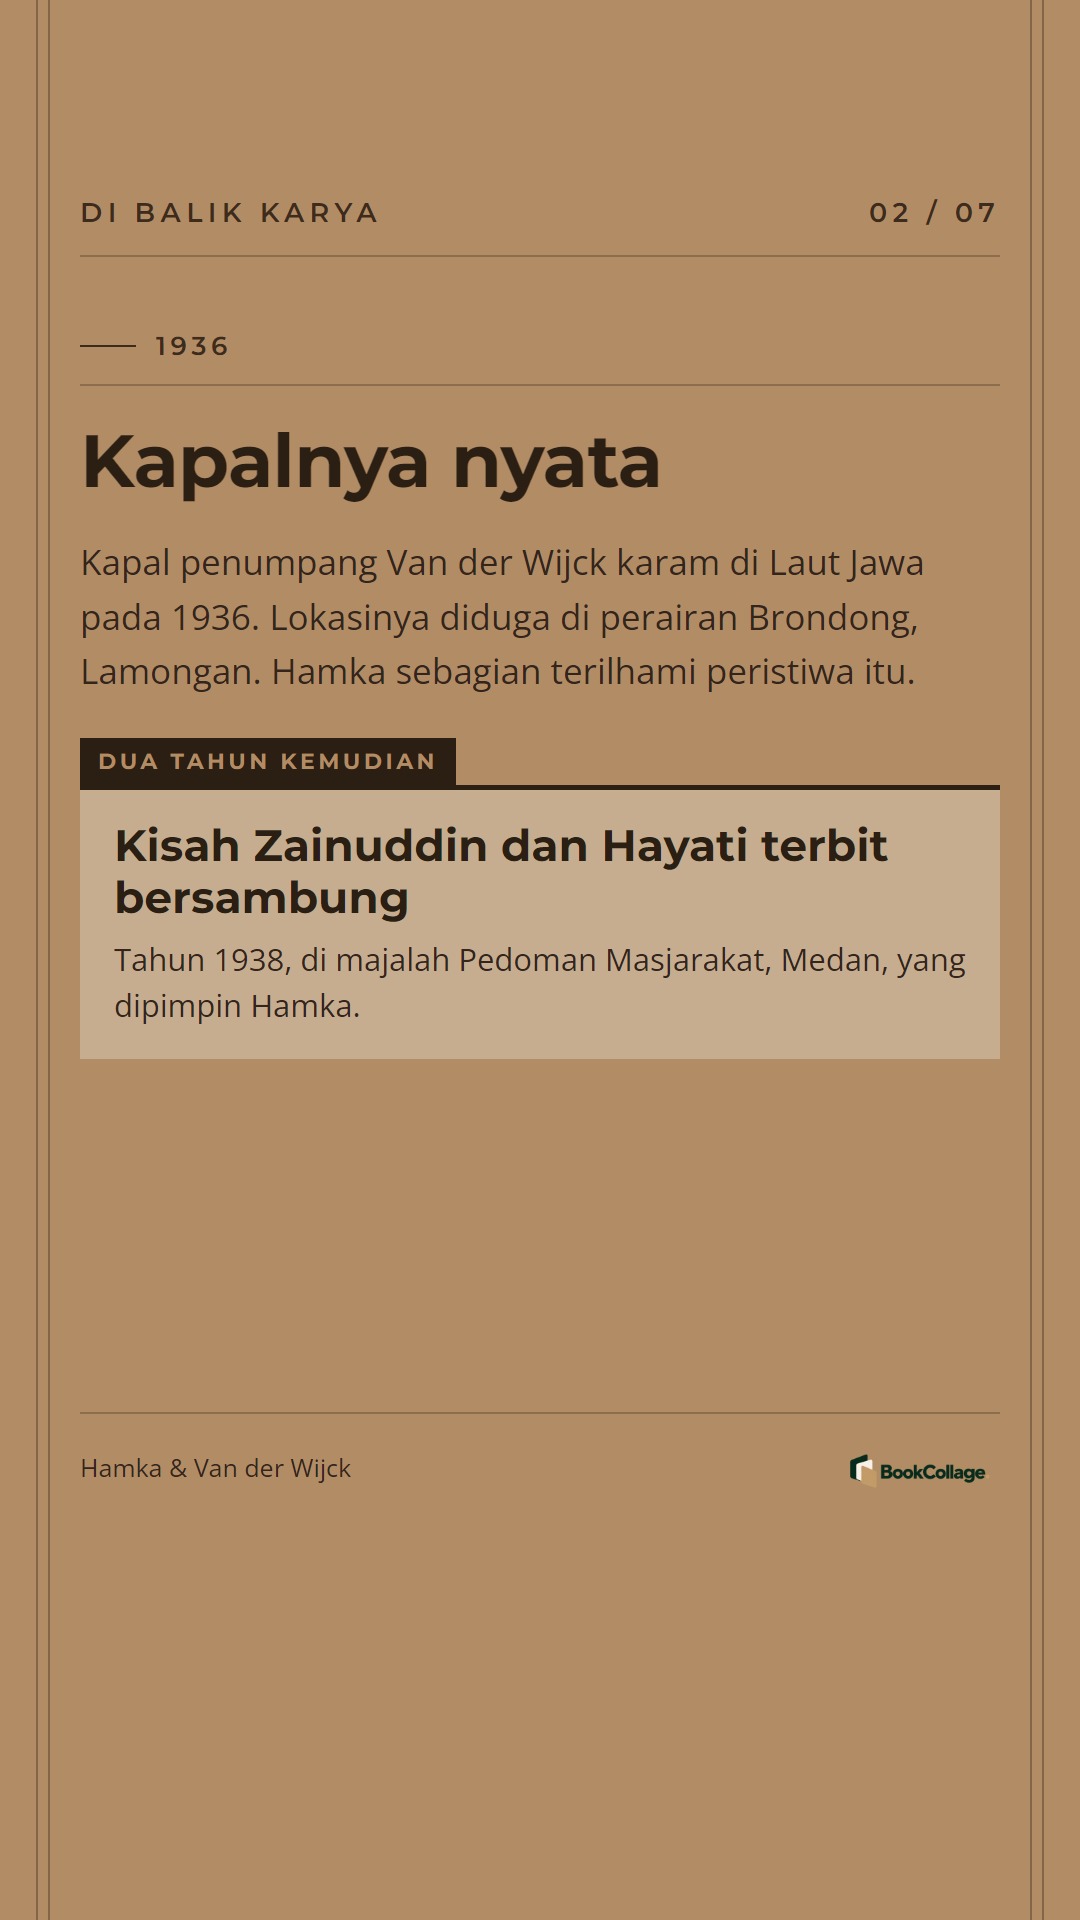 DI BALIK KARYA
02 / 07
1936
Kapalnya nyata
Kapal penumpang Van der Wijck karam di Laut Jawa
pada 1936. Lokasinya diduga di perairan Brondong,
Lamongan. Hamka sebagian terilhami peristiwa itu.
DUA TAHUN KEMUDIAN
Kisah Zainuddin dan Hayati terbit
bersambung
Tahun 1938, di majalah Pedoman Masjarakat, Medan, yang
dipimpin Hamka.
Hamka & Van der Wijck
BookCollage